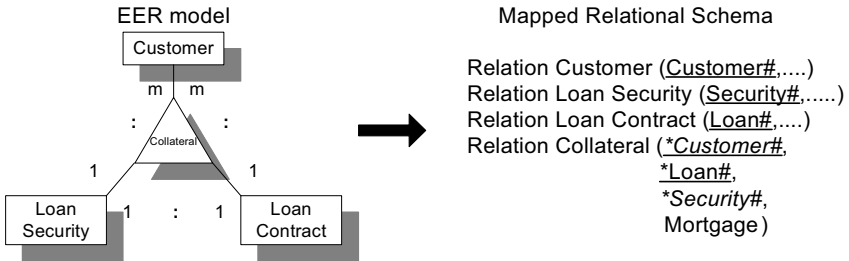 EER model
Customer
m m
: :
Collateral
1 1
Loan Security
1 : 1
Loan Contract
Mapped Relational Schema
Relation Customer (Customer#,....)
Relation Loan Security (Security#,.....)
Relation Loan Contract (Loan#,....)
Relation Collateral (*Customer#,
*Loan#,
*Security#,
Mortgage)